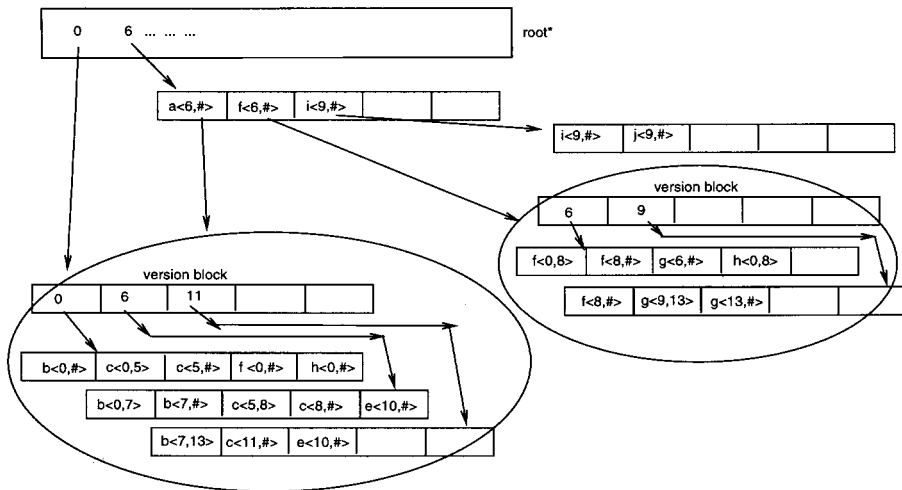 0 6 ... ... ... root*
a<6,#> f<6,#> i<9,#>
i<9,#> j<9,#>
version block
6 9
f<0,8> f<8,#> g<6,#> h<0,8>
f<8,#> g<9,13> g<13,#>
version block
0 6 11
b<0,#> c<0,5> c<5,#> f <0,#> h<0,#>
b<0,7> b<7,#> c<5,8> c<8,#> e<10,#>
b<7,13> c<11,#> e<10,#>